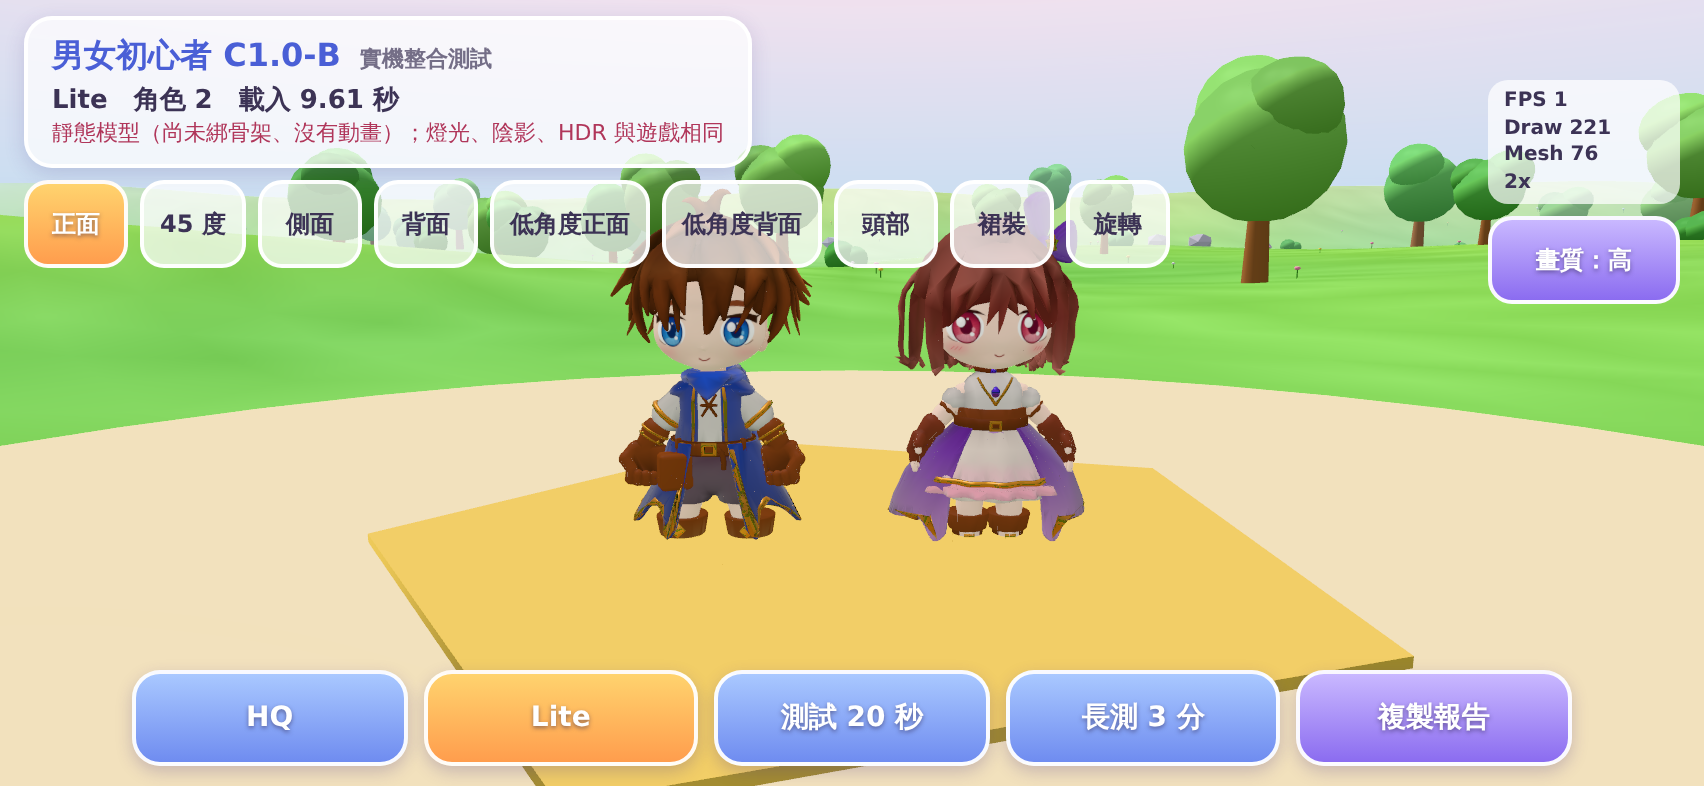 男女初心者 C1.0-B 實機整合測試
Lite 角色 2 載入 9.61 秒
靜態模型（尚未綁骨架、沒有動畫）；燈光、陰影、HDR 與遊戲相同
FPS 1
Draw 221
Mesh 76
2x
正面 45 度 側面 背面 低角度正面 低角度背面 頭部 裙裝 旋轉
畫質：高
HQ Lite 測試 20 秒 長測 3 分 複製報告